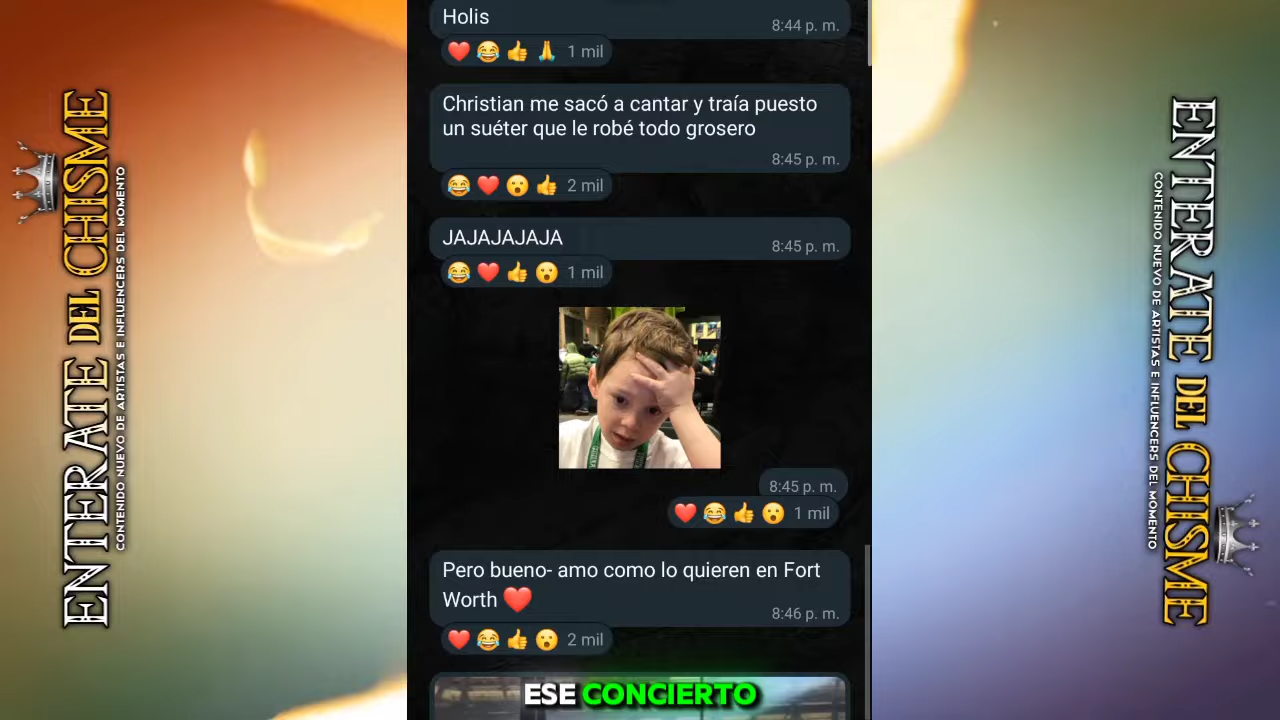 ENTERATE DEL CHISME
CONTENIDO NUEVO DE ARTISTAS E INFLUENCERS DEL MOMENTO
Holis
8:44 p. m.
1 mil
Christian me sacó a cantar y traía puesto
un suéter que le robé todo grosero
8:45 p. m.
2 mil
JAJAJAJAJA
8:45 p. m.
1 mil
8:45 p. m.
1 mil
Pero bueno- amo como lo quieren en Fort
Worth ❤️
8:46 p. m.
2 mil
ESE CONCIERTO
ENTERATE DEL CHISME
CONTENIDO NUEVO DE ARTISTAS E INFLUENCERS DEL MOMENTO